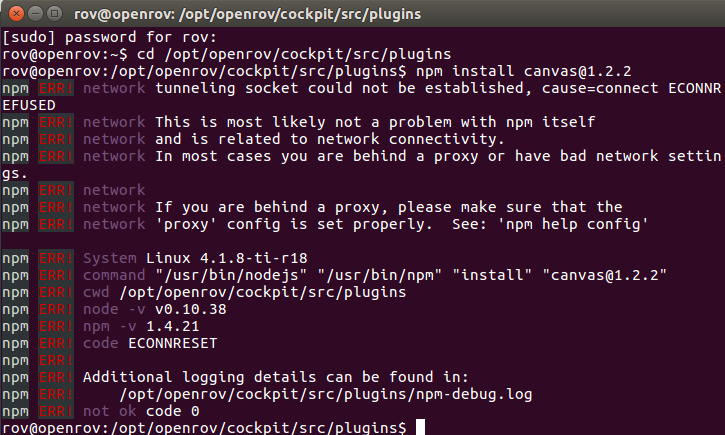 rov@openrov: /opt/openrov/cockpit/src/plugins
[sudo] password for rov:
rov@openrov:~$ cd /opt/openrov/cockpit/src/plugins
rov@openrov:/opt/openrov/cockpit/src/plugins$ npm install canvas@1.2.2
npm ERR! network tunneling socket could not be established, cause=connect ECONNR
EFUSED
npm ERR! network This is most likely not a problem with npm itself
npm ERR! network and is related to network connectivity.
npm ERR! network In most cases you are behind a proxy or have bad network settin
gs.
npm ERR! network
npm ERR! network If you are behind a proxy, please make sure that the
npm ERR! network 'proxy' config is set properly.  See: 'npm help config'
npm ERR! System Linux 4.1.8-ti-r18
npm ERR! command "/usr/bin/nodejs" "/usr/bin/npm" "install" "canvas@1.2.2"
npm ERR! cwd /opt/openrov/cockpit/src/plugins
npm ERR! node -v v0.10.38
npm ERR! npm -v 1.4.21
npm ERR! code ECONNRESET
npm ERR!
npm ERR! Additional logging details can be found in:
npm ERR!     /opt/openrov/cockpit/src/plugins/npm-debug.log
npm ERR! not ok code 0
rov@openrov:/opt/openrov/cockpit/src/plugins$